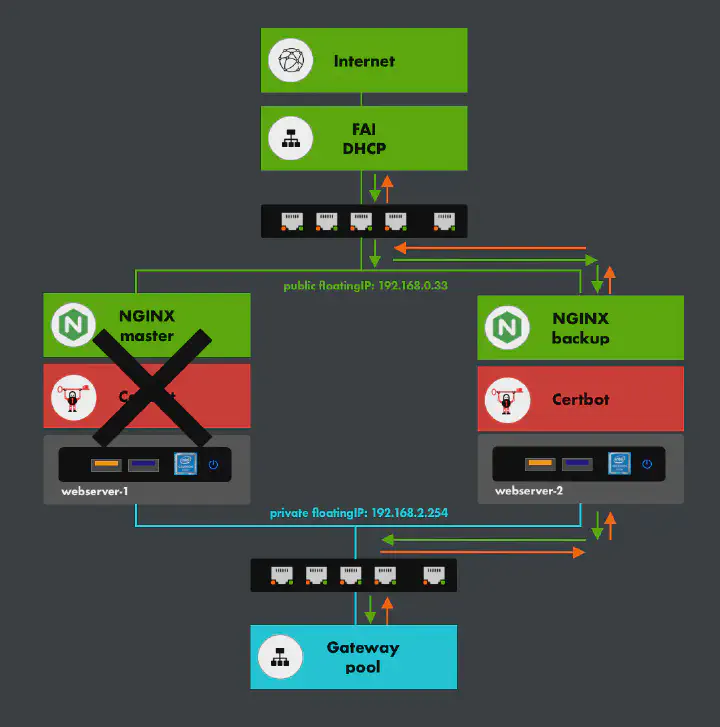 Internet
FAI
DHCP
public floatingIP: 192.168.0.33
NGINX
master
NGINX
backup
Certbot
webserver-1
webserver-2
private floatingIP: 192.168.2.254
Gateway
pool